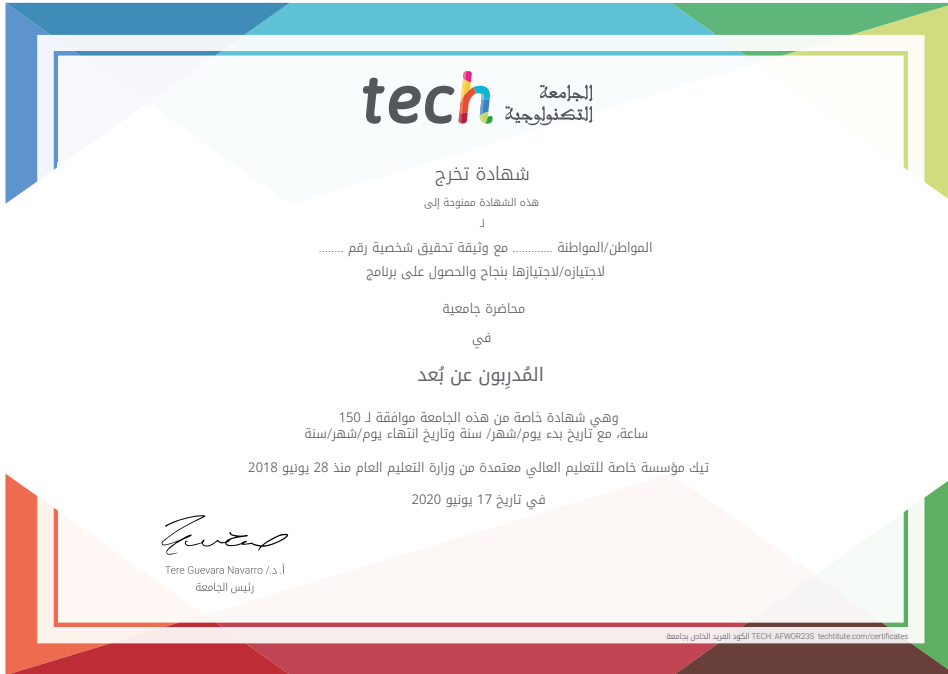 tech الجامعة
التكنولوجية
شهادة تخرج
هذه الشهادة ممنوحة إلى
لـ
المواطن/المواطنة ............. مع وثيقة تحقيق شخصية رقم ........
لاجتيازه/لاجتيازها بنجاح والحصول على برنامج
محاضرة جامعية
في
المُدرِبون عن بُعد
وهي شهادة خاصة من هذه الجامعة موافقة لـ 150
ساعة، مع تاريخ بدء يوم/شهر/ سنة وتاريخ انتهاء يوم/شهر/سنة
تيك مؤسسة خاصة للتعليم العالي معتمدة من وزارة التعليم العام منذ 28 يونيو 2018
في تاريخ 17 يونيو 2020
أ.د./ Tere Guevara Navarro
رئيس الجامعة
الكود الفريد الخاص بجامعة TECH: AFWOR23S techtitute.com/certificates